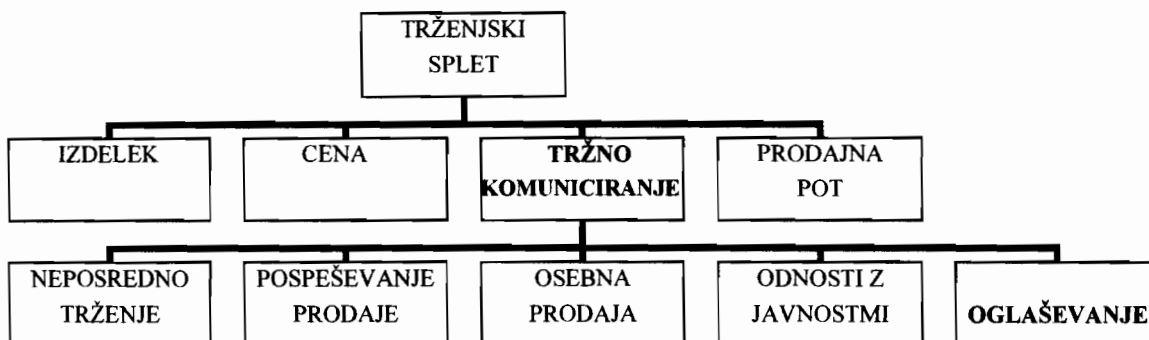 TRŽENJSKI
SPLET
IZDELEK
CENA
TRŽNO
KOMUNICIRANJE
PRODAJNA
POT
NEPOSREDNO
TRŽENJE
POSPEŠEVANJE
PRODAJE
OSEBNA
PRODAJA
ODNOSTI Z
JAVNOSTMI
OGLAŠEVANJE